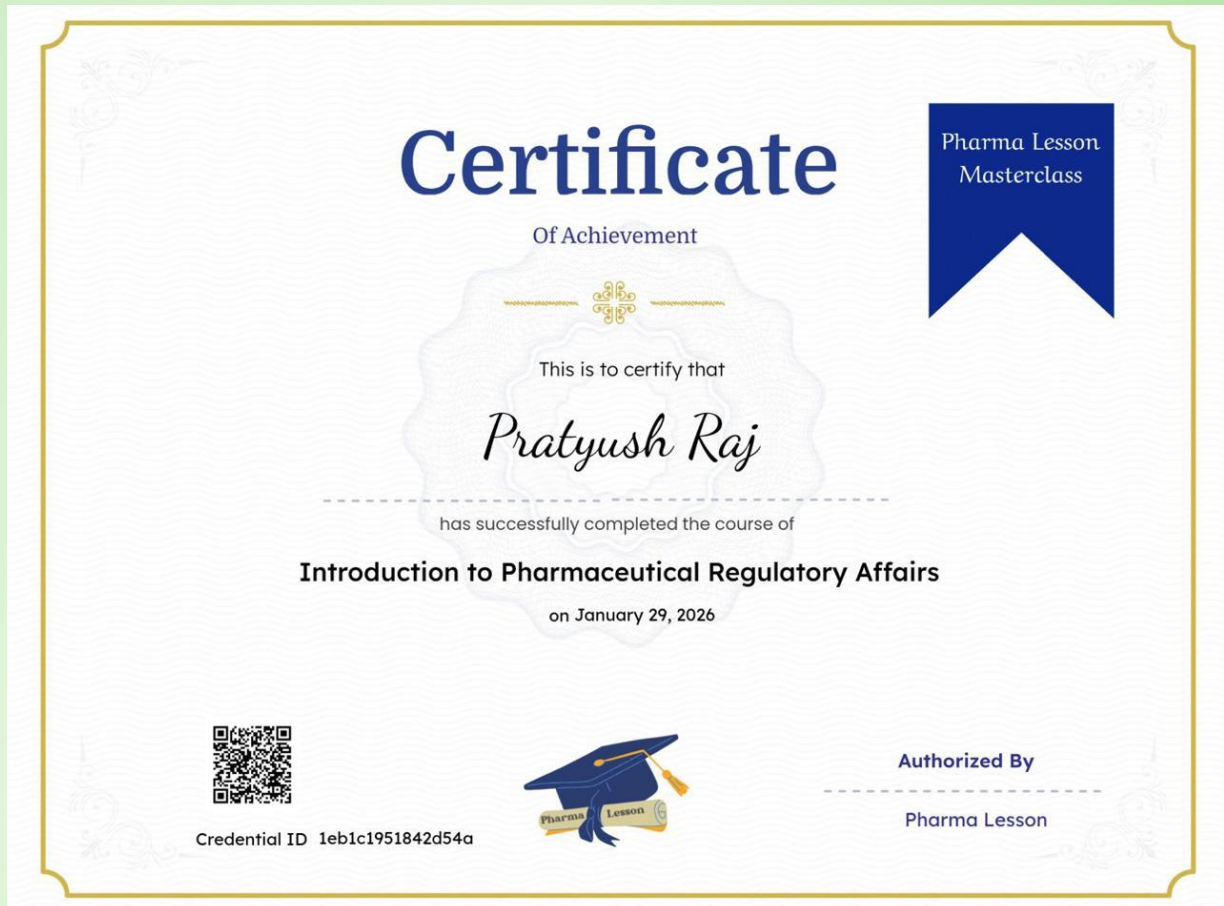 Certificate
Of Achievement
Pharma Lesson
Masterclass
This is to certify that
Pratyush Raj
has successfully completed the course of
Introduction to Pharmaceutical Regulatory Affairs
on January 29, 2026
Pharma Lesson
Credential ID 1eb1c1951842d54a
Authorized By
Pharma Lesson